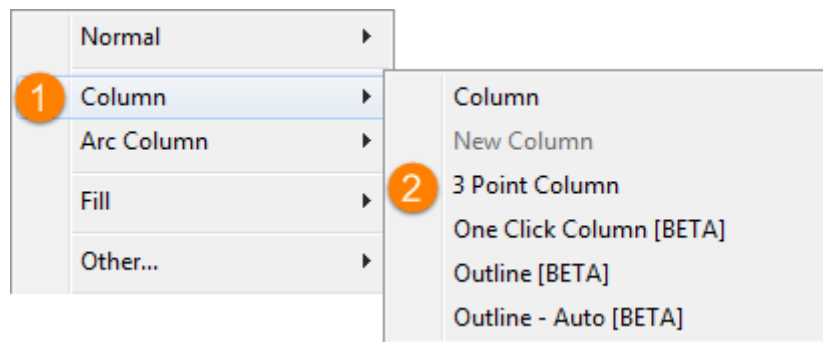 Normal
1 Column
Arc Column
Fill
Other...
Column
New Column
2 3 Point Column
One Click Column [BETA]
Outline [BETA]
Outline - Auto [BETA]